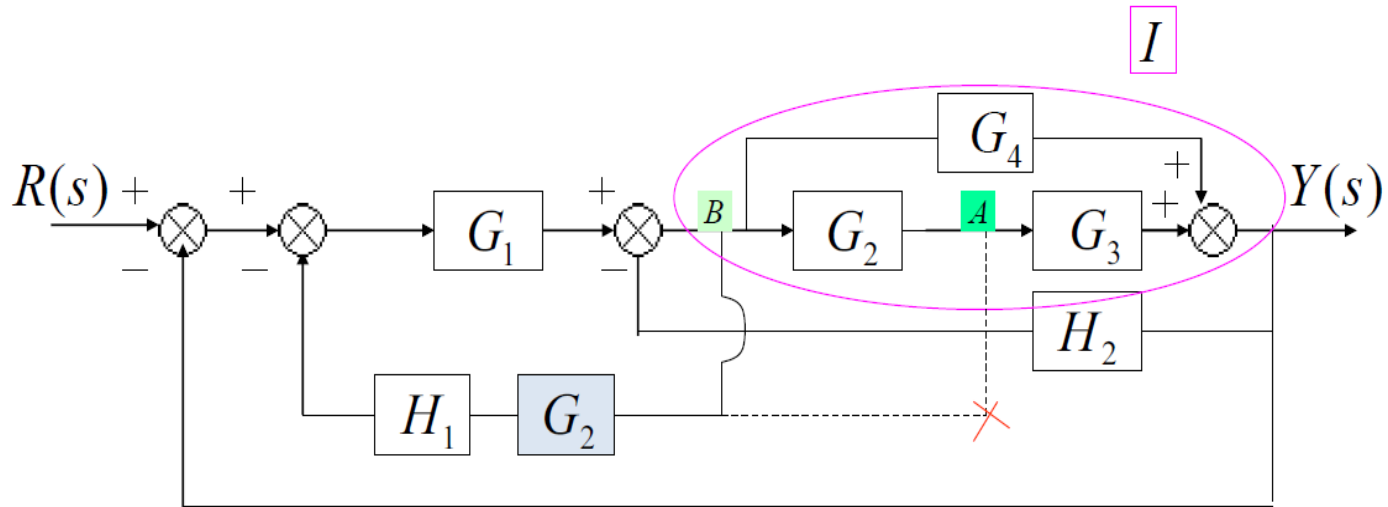 I
G₄
R(s) + + + B A + + Y(s)
G₁ G₂ G₃
− − −
H₂
H₁ G₂